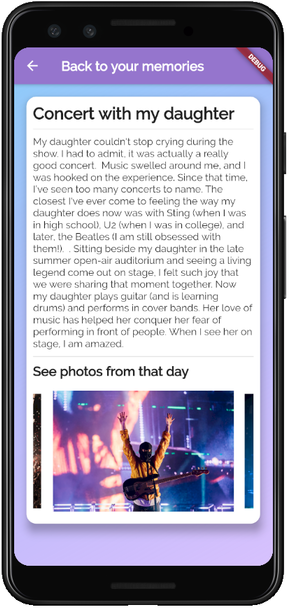 Back to your memories
DEBUG
Concert with my daughter
My daughter couldn't stop crying during the
show. I had to admit, it was actually a really
good concert.  Music swelled around me, and I
was hooked on the experience. Since that time,
I've seen too many concerts to name. The
closest I've ever come to feeling the way my
daughter does now was with Sting (when I was
in high school), U2 (when I was in college), and
later, the Beatles (I am still obsessed with
them!).  . Sitting beside my daughter in the late
summer open-air auditorium and seeing a living
legend come out on stage, I felt such joy that
we were sharing that moment together. Now
my daughter plays guitar (and is learning
drums) and performs in cover bands. Her love of
music has helped her conquer her fear of
performing in front of people. When I see her on
stage, I am amazed.
See photos from that day